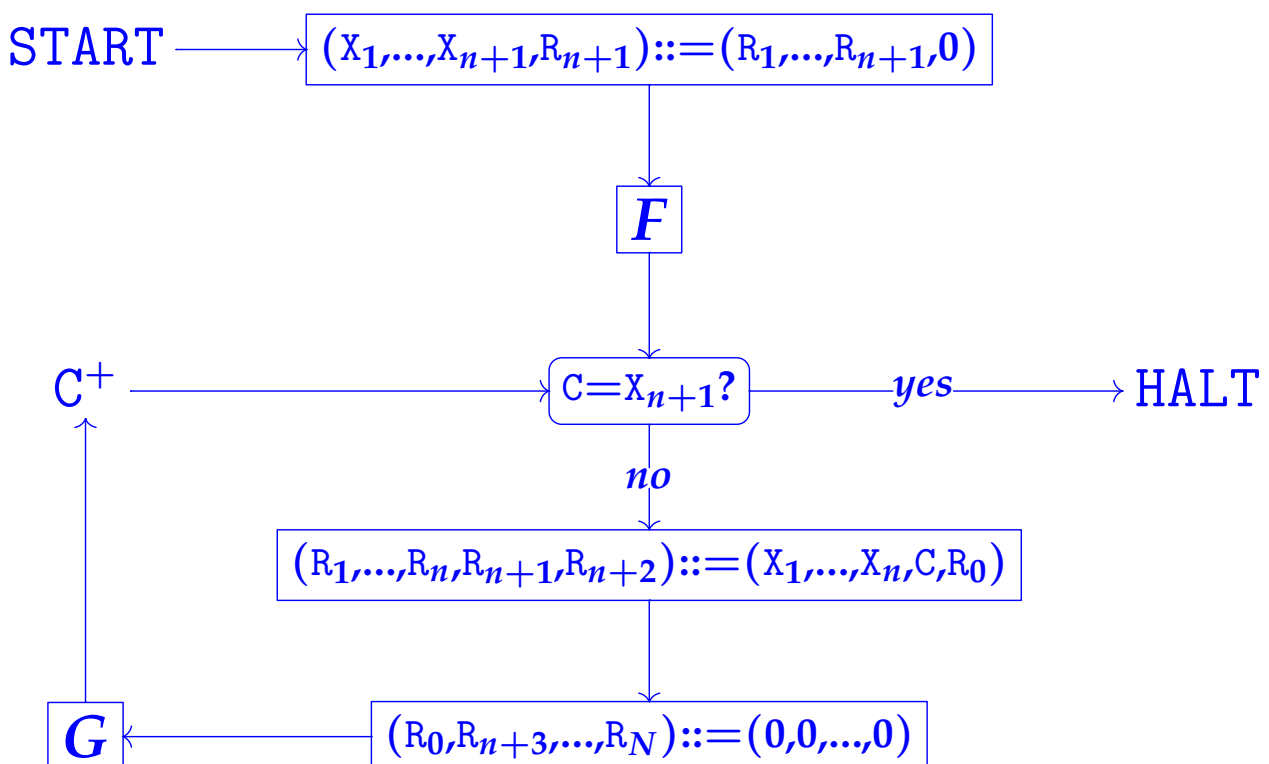 START (X₁,...,Xₙ₊₁,Rₙ₊₁)::=(R₁,...,Rₙ₊₁,0)
F
C⁺ C=Xₙ₊₁? yes HALT
no
(R₁,...,Rₙ,Rₙ₊₁,Rₙ₊₂)::=(X₁,...,Xₙ,C,R₀)
G (R₀,Rₙ₊₃,...,R_N)::=(0,0,...,0)